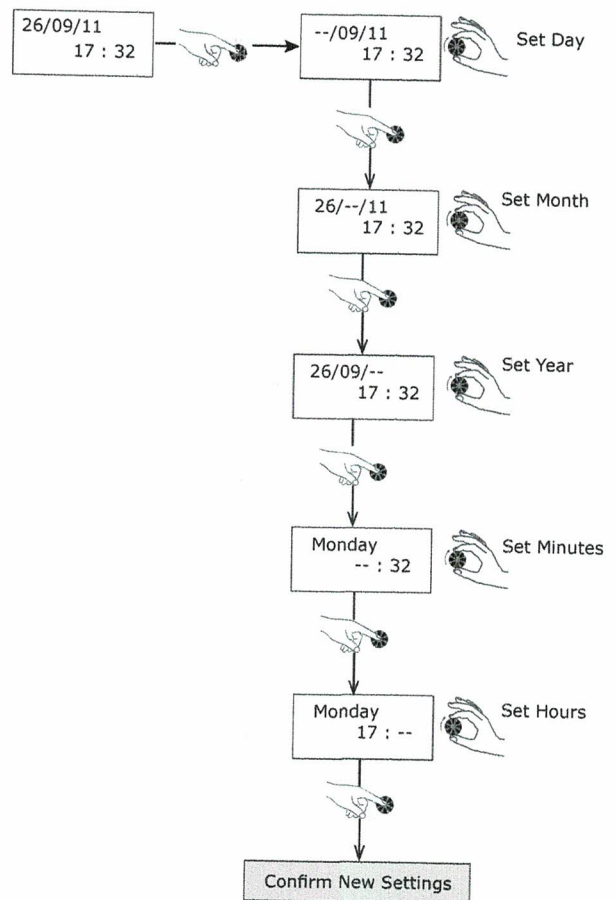 26/09/11
17 : 32
--/09/11
17 : 32
Set Day
26/--/11
17 : 32
Set Month
26/09/--
17 : 32
Set Year
Monday
-- : 32
Set Minutes
Monday
17 : --
Set Hours
Confirm New Settings